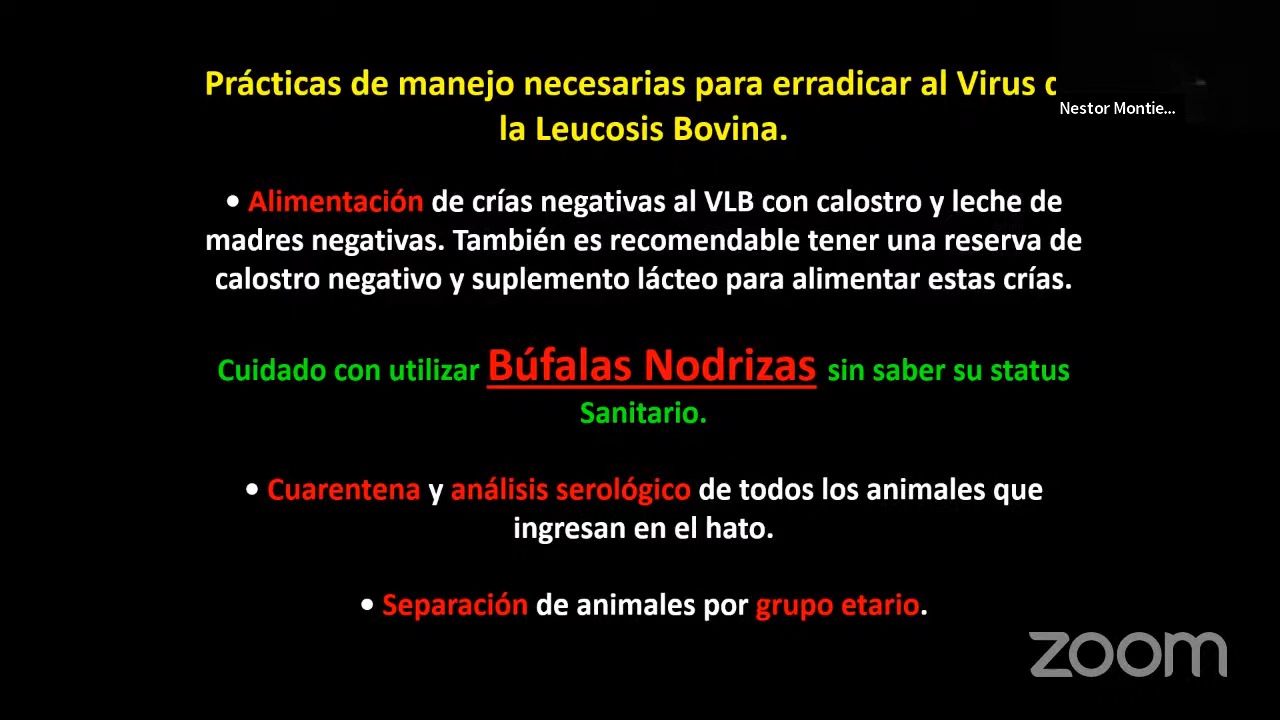 Prácticas de manejo necesarias para erradicar al Virus
la Leucosis Bovina.
Nestor Montie...
• Alimentación de crías negativas al VLB con calostro y leche de
madres negativas. También es recomendable tener una reserva de
calostro negativo y suplemento lácteo para alimentar estas crías.
Cuidado con utilizar Búfalas Nodrizas sin saber su status
Sanitario.
• Cuarentena y análisis serológico de todos los animales que
ingresan en el hato.
• Separación de animales por grupo etario.
zoom